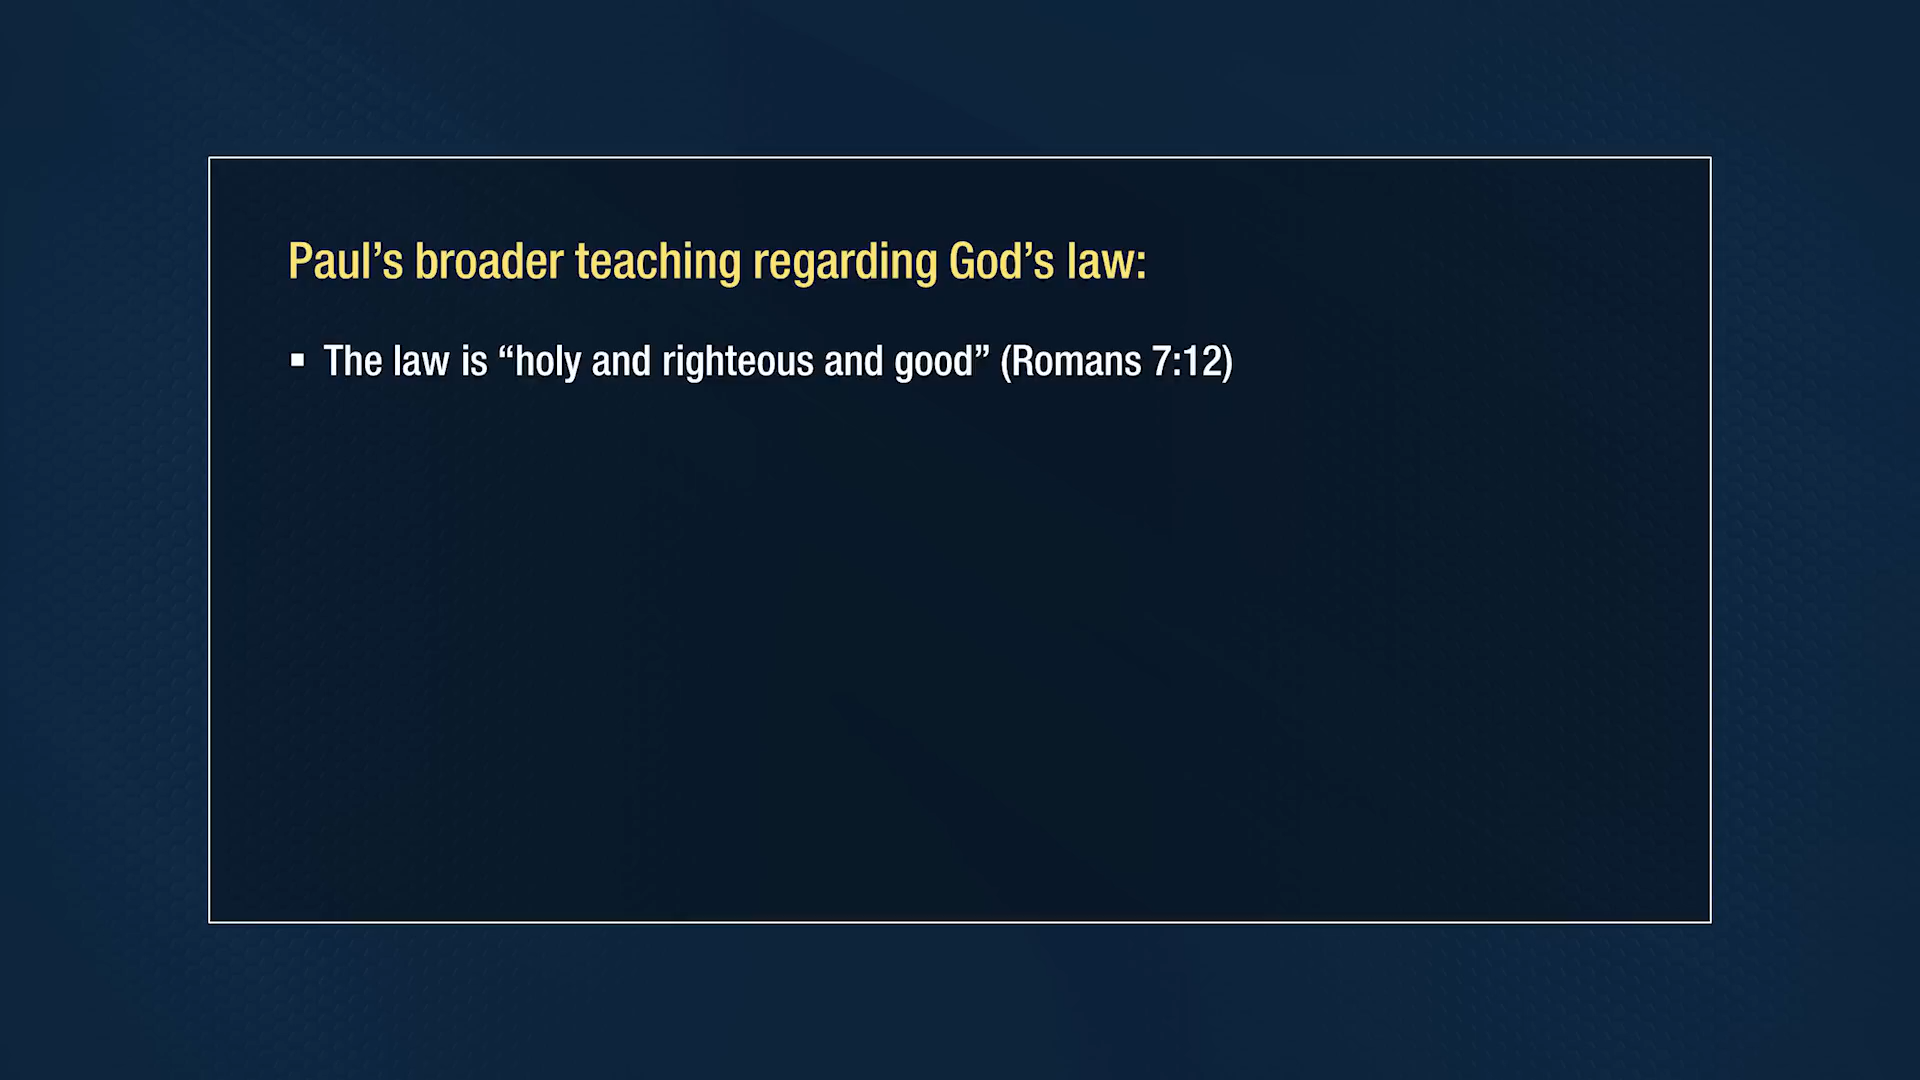 Paul’s broader teaching regarding God’s law:
▪ The law is “holy and righteous and good” (Romans 7:12)